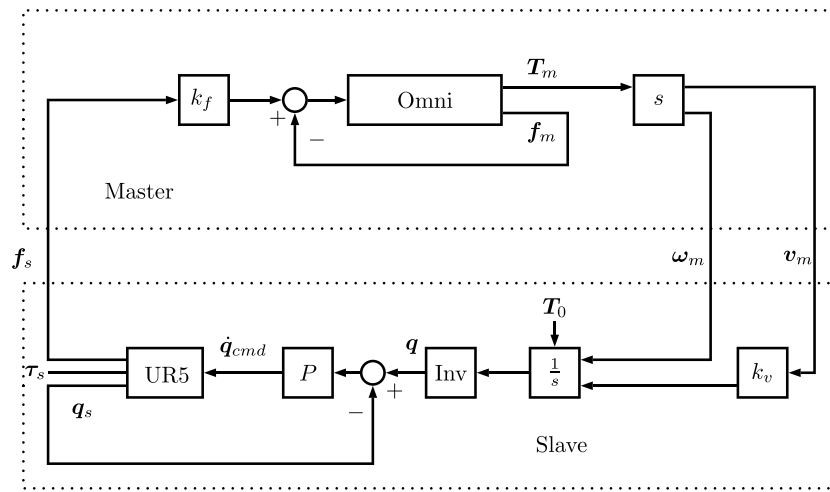 T_m
k_f
Omni
s
+
−
f_m
Master
f_s
ω_m
v_m
T_0
q̇_cmd
q
τ_s
UR5
P
Inv
1/s
k_v
+
−
q_s
Slave